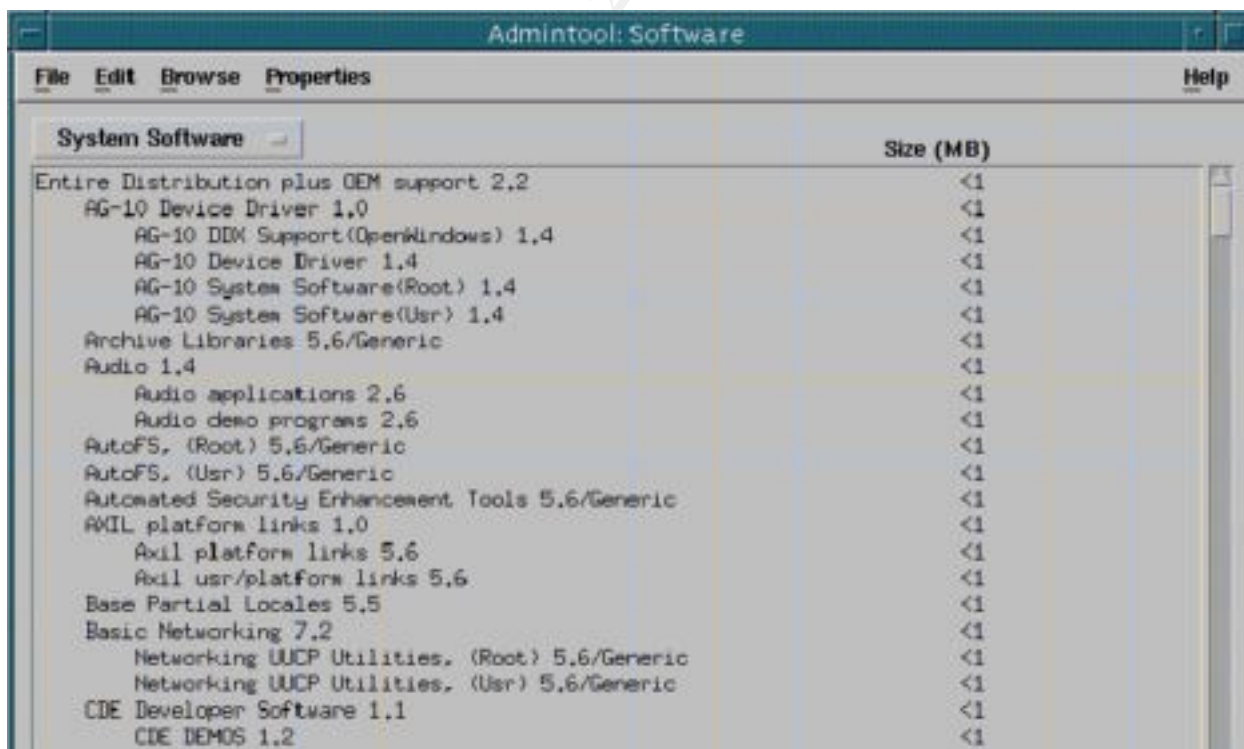 Admintool: Software
File Edit Browse Properties Help
System Software
Size (MB)
Entire Distribution plus OEM support 2.2 <1
AG-10 Device Driver 1.0 <1
AG-10 DDX Support(OpenWindows) 1.4 <1
AG-10 Device Driver 1.4 <1
AG-10 System Software(Root) 1.4 <1
AG-10 System Software(Usr) 1.4 <1
Archive Libraries 5.6/Generic <1
Audio 1.4 <1
Audio applications 2.6 <1
Audio demo programs 2.6 <1
AutoFS, (Root) 5.6/Generic <1
AutoFS, (Usr) 5.6/Generic <1
Automated Security Enhancement Tools 5.6/Generic <1
AXIL platform links 1.0 <1
Axil platform links 5.6 <1
Axil usr/platform links 5.6 <1
Base Partial Locales 5.5 <1
Basic Networking 7.2 <1
Networking UUCP Utilities, (Root) 5.6/Generic <1
Networking UUCP Utilities, (Usr) 5.6/Generic <1
CDE Developer Software 1.1 <1
CDE DEMOS 1.2 <1